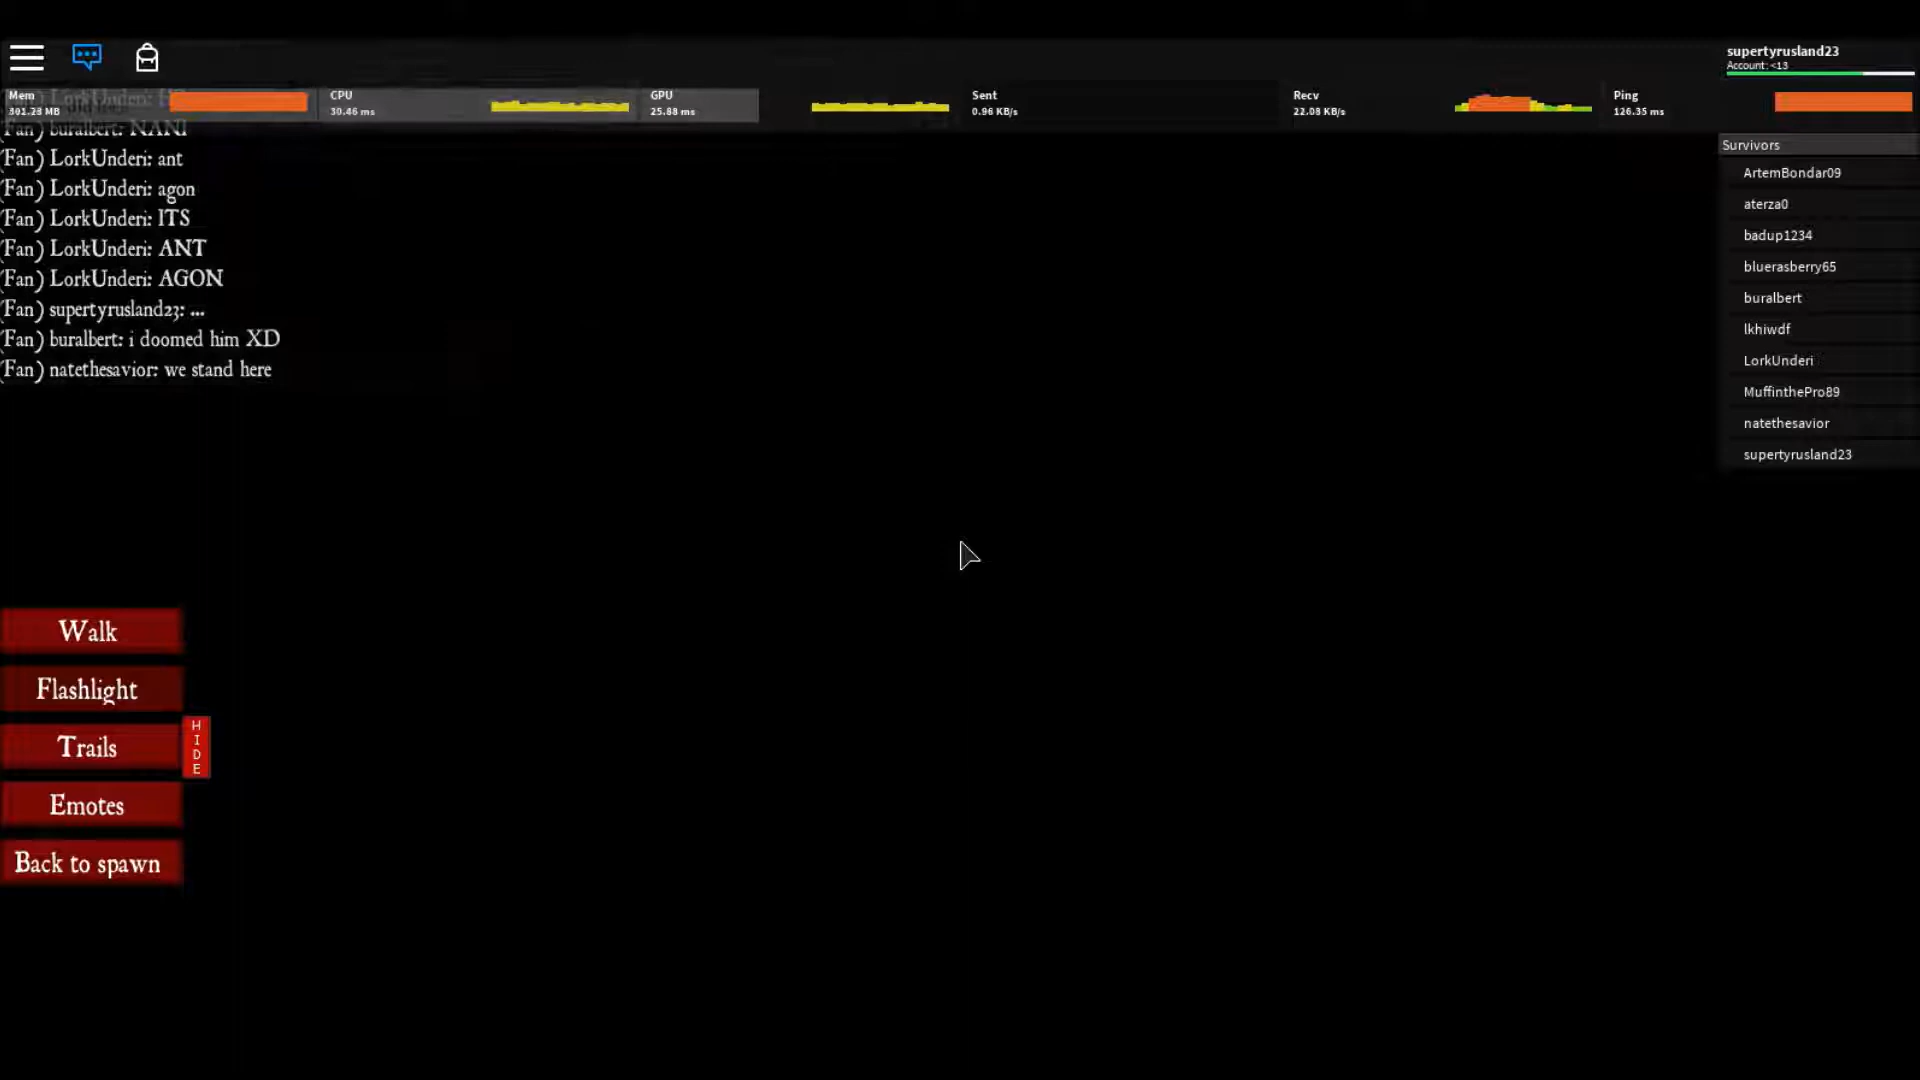 supertyrusland23
Account: <13
Mem
301.28 MB
CPU
30.46 ms
GPU
25.88 ms
Sent
0.96 KB/s
Recv
22.08 KB/s
Ping
126.35 ms
(Fan) LorkUnderi:
(Fan) buralbert: NANI
(Fan) LorkUnderi: ant
(Fan) LorkUnderi: agon
(Fan) LorkUnderi: ITS
(Fan) LorkUnderi: ANT
(Fan) LorkUnderi: AGON
(Fan) supertyrusland23: ...
(Fan) buralbert: i doomed him XD
(Fan) natethesavior: we stand here
Survivors
ArtemBondar09
aterza0
badup1234
bluerasberry65
buralbert
lkhiwdf
LorkUnderi
MuffinthePro89
natethesavior
supertyrusland23
Walk
Flashlight
Trails
HIDE
Emotes
Back to spawn